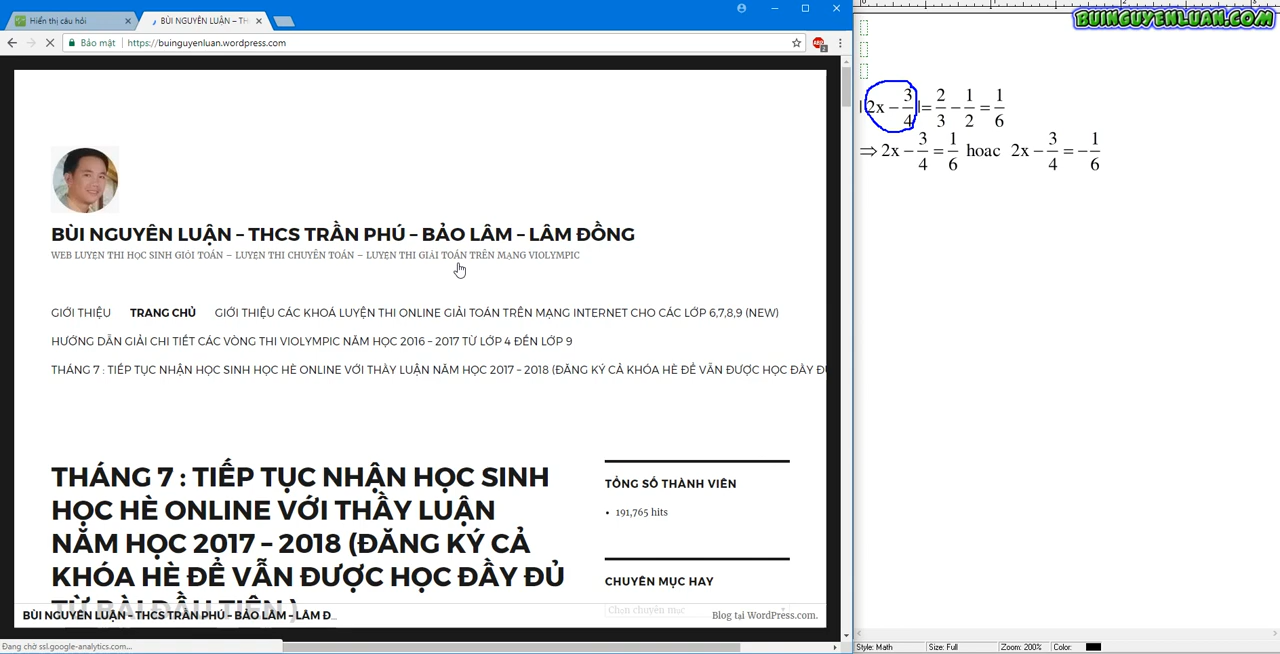 Hiển thị câu hỏi
BÙI NGUYÊN LUẬN – TH
Bảo mật
https://buinguyenluan.wordpress.com
BÙI NGUYÊN LUẬN – THCS TRẦN PHÚ – BẢO LÂM – LÂM ĐỒNG
WEB LUYỆN THI HỌC SINH GIỎI TOÁN – LUYỆN THI CHUYÊN TOÁN – LUYỆN THI GIẢI TOÁN TRÊN MẠNG VIOLYMPIC
GIỚI THIỆU TRANG CHỦ GIỚI THIỆU CÁC KHOÁ LUYỆN THI ONLINE GIẢI TOÁN TRÊN MẠNG INTERNET CHO CÁC LỚP 6,7,8,9 (NEW)
HƯỚNG DẪN GIẢI CHI TIẾT CÁC VÒNG THI VIOLYMPIC NĂM HỌC 2016 – 2017 TỪ LỚP 4 ĐẾN LỚP 9
THÁNG 7 : TIẾP TỤC NHẬN HỌC SINH HỌC HÈ ONLINE VỚI THẦY LUẬN NĂM HỌC 2017 – 2018 (ĐĂNG KÝ CẢ KHÓA HÈ ĐỂ VẪN ĐƯỢC HỌC ĐẦY ĐỦ
THÁNG 7 : TIẾP TỤC NHẬN HỌC SINH
HỌC HÈ ONLINE VỚI THẦY LUẬN
NĂM HỌC 2017 – 2018 (ĐĂNG KÝ CẢ
KHÓA HÈ ĐỂ VẪN ĐƯỢC HỌC ĐẦY ĐỦ
TỪ BÀI ĐẦU TIÊN )
TỔNG SỐ THÀNH VIÊN
• 191,765 hits
CHUYÊN MỤC HAY
Chọn chuyên mục
BÙI NGUYÊN LUẬN – THCS TRẦN PHÚ – BẢO LÂM – LÂM Đ...
Blog tại WordPress.com.
Đang chờ ssl.google-analytics.com...
BUINGUYENLUAN.COM
|2x − 3/4| = 2/3 − 1/2 = 1/6
⇒ 2x − 3/4 = 1/6 hoac 2x − 3/4 = −1/6
Style: Math Size: Full Zoom: 200% Color: